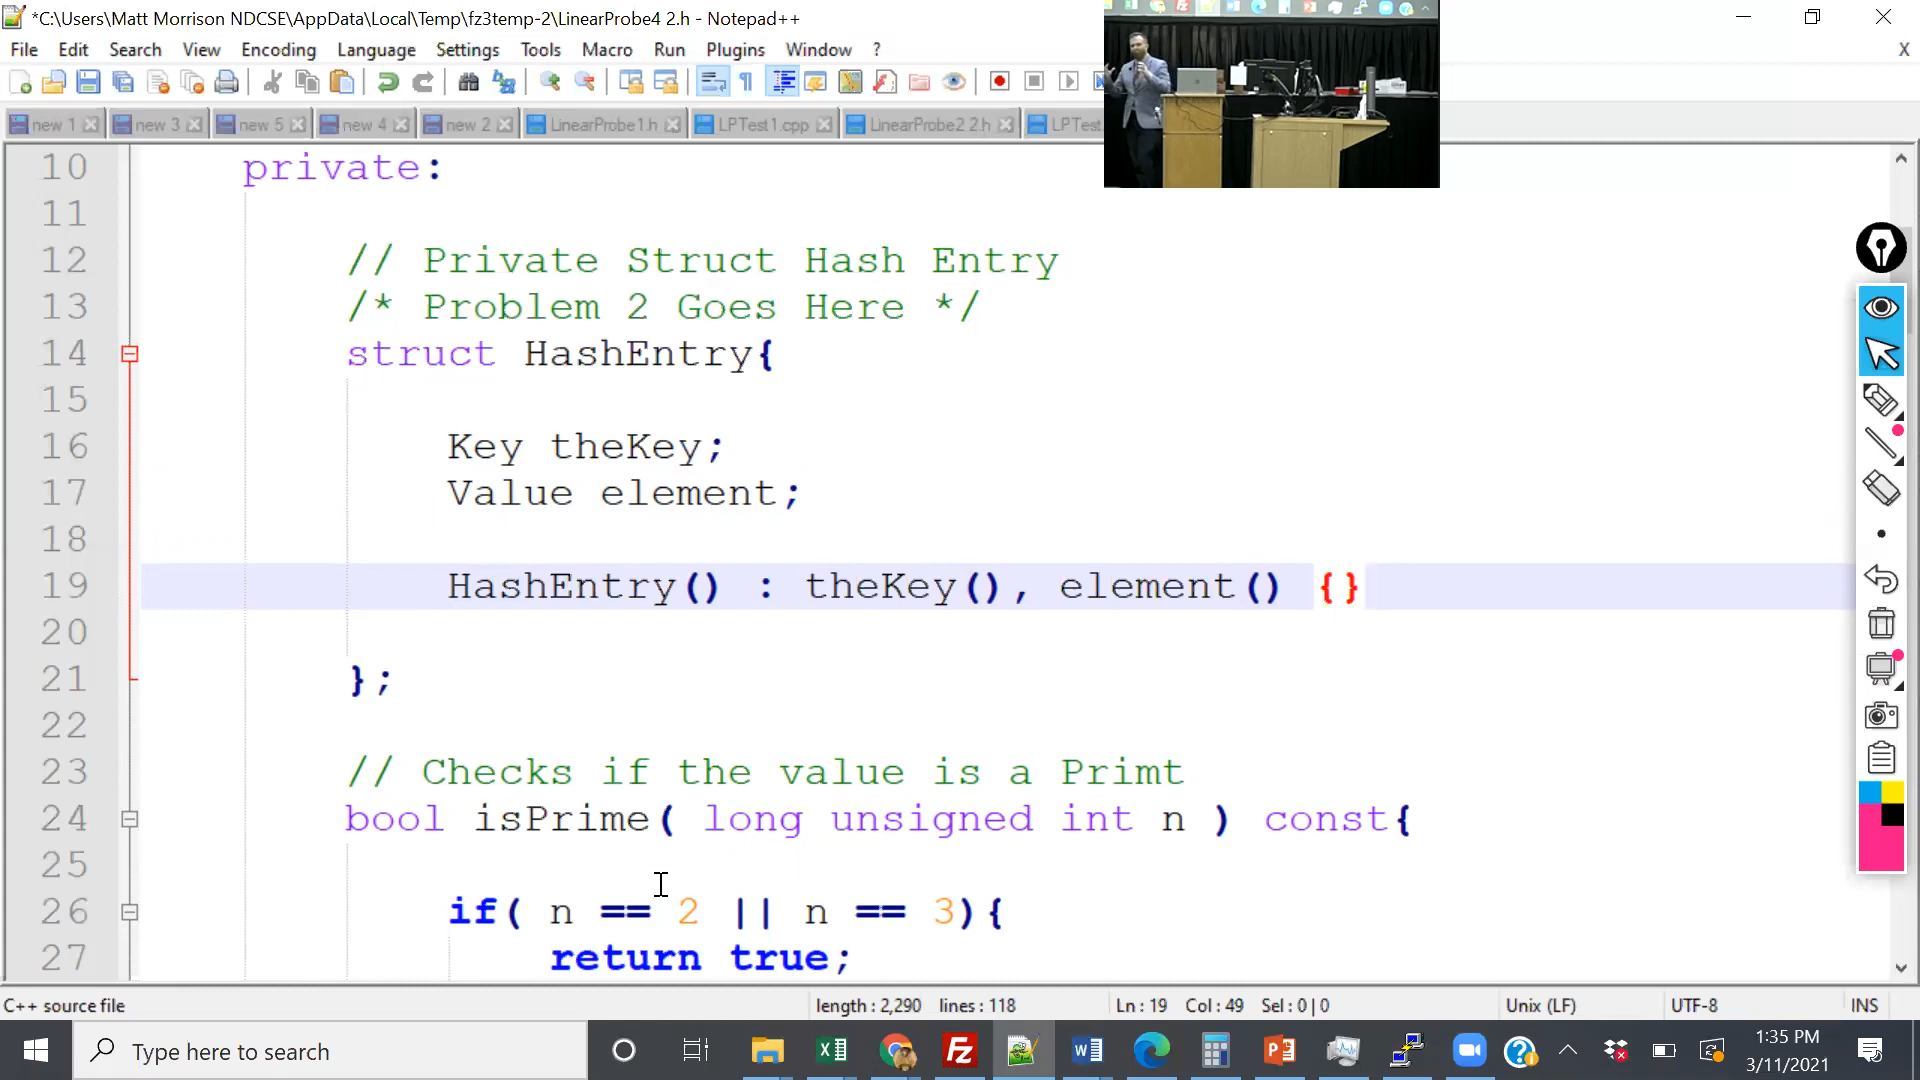 *C:\Users\Matt Morrison NDCSE\AppData\Local\Temp\fz3temp-2\LinearProbe4 2.h - Notepad++
File Edit Search View Encoding Language Settings Tools Macro Run Plugins Window ? X
new 1 new 3 new 5 new 4 new 2 LinearProbe1.h LPTest1.cpp LinearProbe2 2.h LPTest
10 private:
11
12 // Private Struct Hash Entry
13 /* Problem 2 Goes Here */
14 struct HashEntry{
15
16 Key theKey;
17 Value element;
18
19 HashEntry() : theKey(), element() {}
20
21 };
22
23 // Checks if the value is a Primt
24 bool isPrime( long unsigned int n ) const{
25
26 if( n == 2 || n == 3){
27 return true;
C++ source file length : 2,290 lines : 118 Ln : 19 Col : 49 Sel : 0 | 0 Unix (LF) UTF-8 INS
Type here to search
1:35 PM
3/11/2021